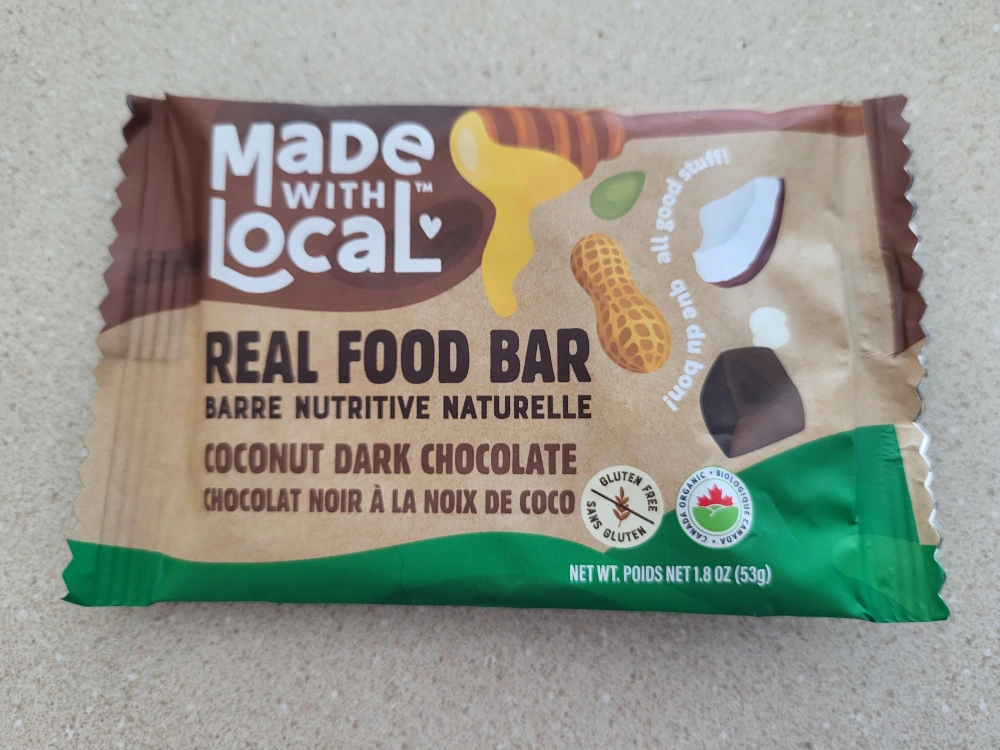 Made
WITH
Local™
all good stuff!
que du bon!
REAL FOOD BAR
BARRE NUTRITIVE NATURELLE
COCONUT DARK CHOCOLATE
CHOCOLAT NOIR À LA NOIX DE COCO
GLUTEN FREE
SANS GLUTEN
CANADA ORGANIC • BIOLOGIQUE CANADA •
NET WT. POIDS NET 1.8 OZ (53g)